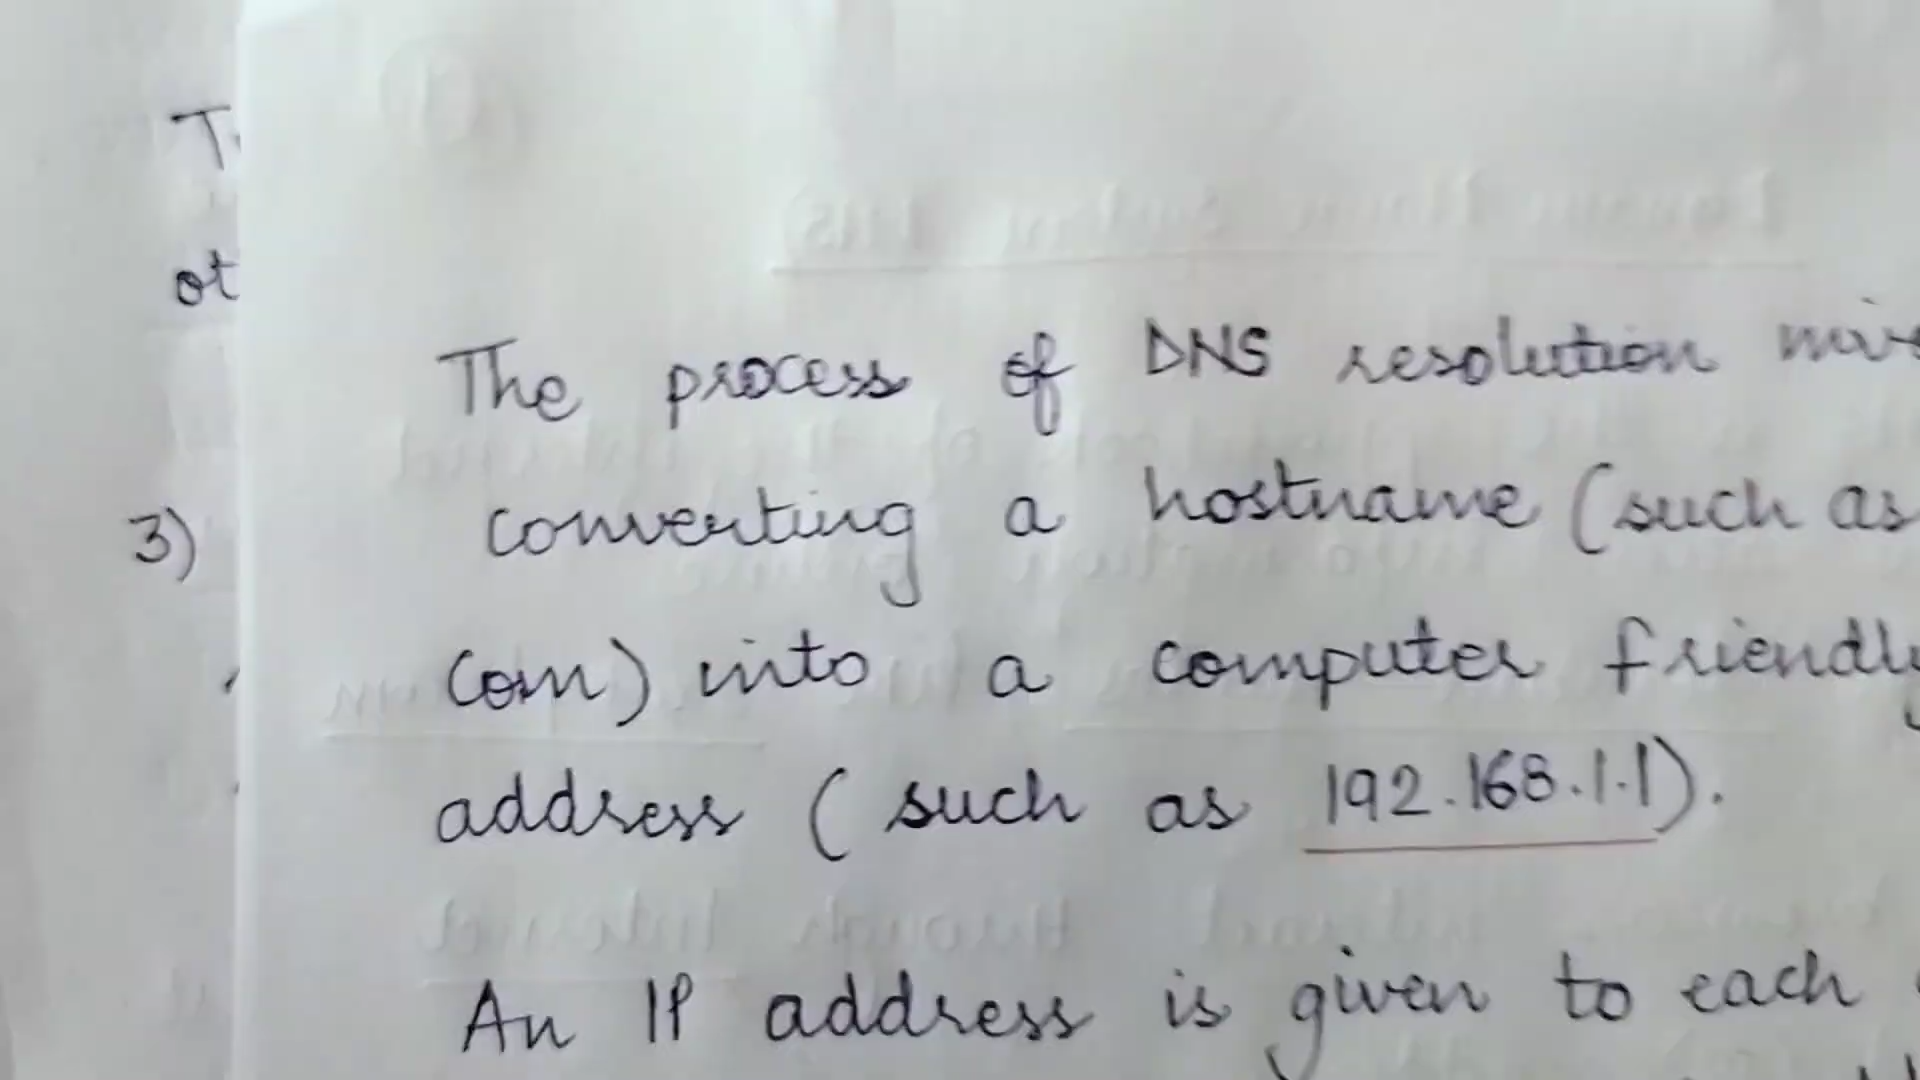 T
ot
3)
The process of DNS resolution
converting a hostname (such as
com) into a computer friendly
address (such as 192.168.1.1).
An IP address is given to each